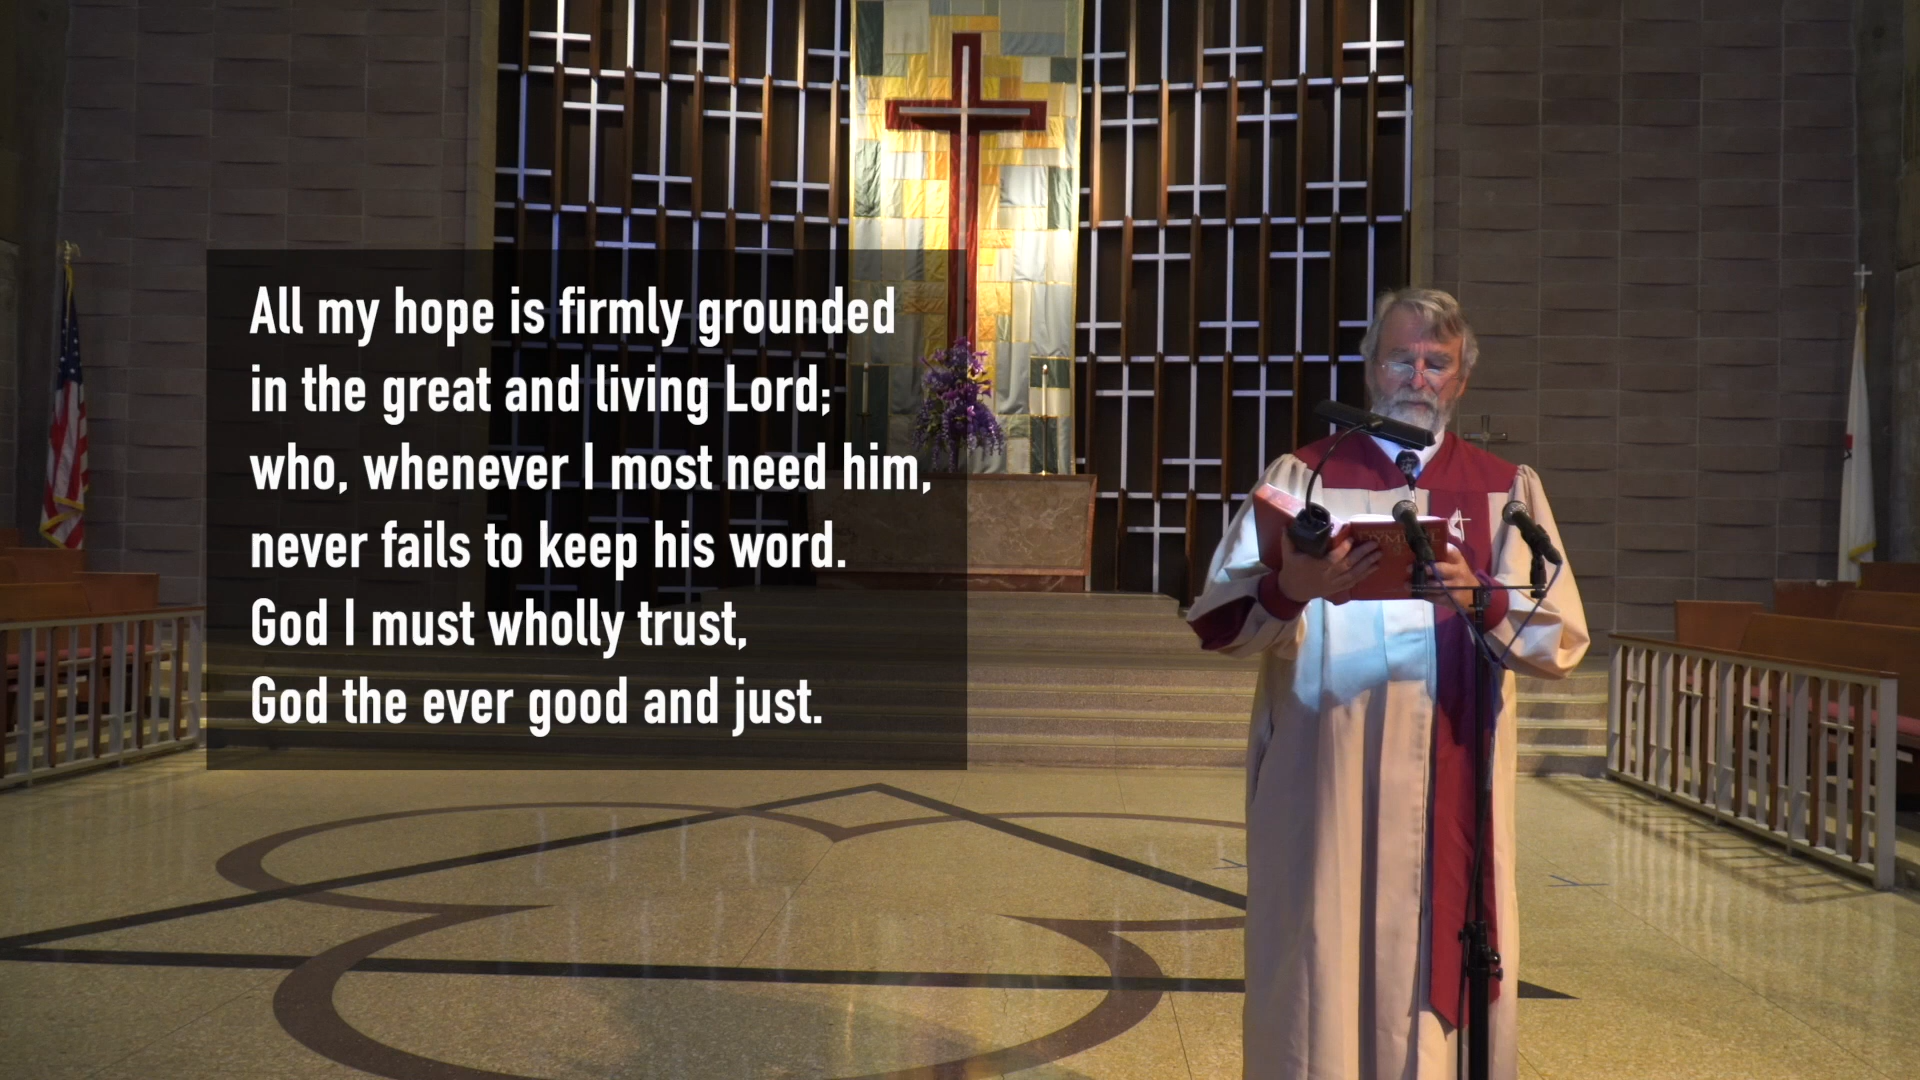 All my hope is firmly grounded
in the great and living Lord;
who, whenever I most need him,
never fails to keep his word.
God I must wholly trust,
God the ever good and just.